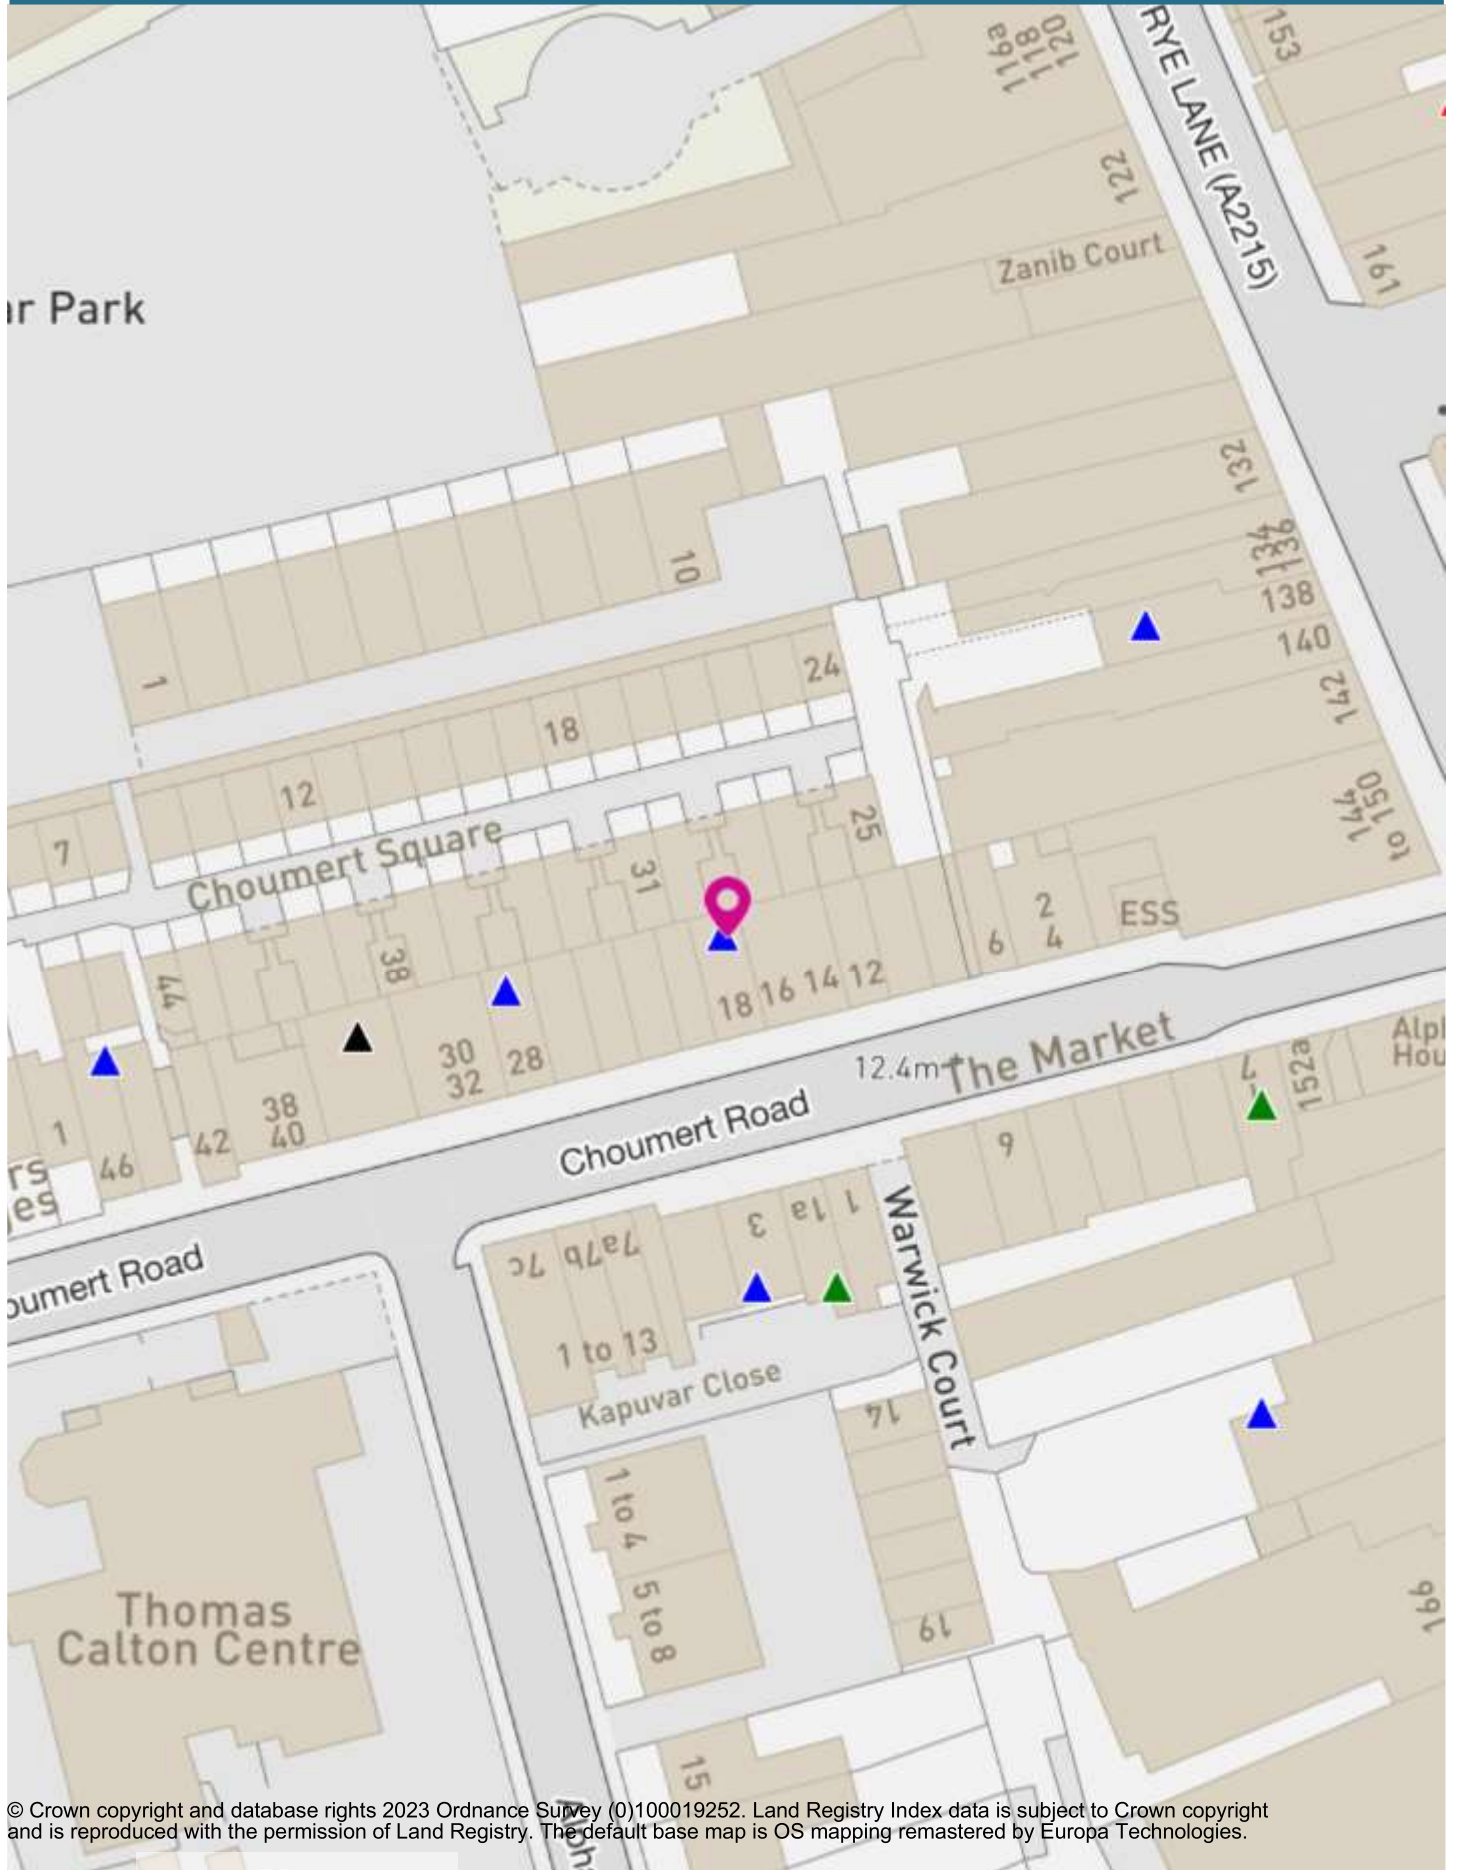 RYE LANE (A2215)
153
120
118
116a
122
Zanib Court
161
ar Park
132
134
136
138
140
142
10
1
24
18
12
7
144
to 150
Choumert Square
25
31
38
44
2
4
6
ESS
18
16
14
12
30
32
28
38
40
42
46
1
rs
es
12.4m
The Market
Choumert Road
7
152a
Alph
Hou
9
1
1a
3
7a
7b
7c
Warwick Court
oumert Road
1 to 13
Kapuvar Close
14
1 to 4
5 to 8
19
166
Thomas
Calton Centre
15
Alpha
© Crown copyright and database rights 2023 Ordnance Survey (0)100019252. Land Registry Index data is subject to Crown copyright
and is reproduced with the permission of Land Registry. The default base map is OS mapping remastered by Europa Technologies.